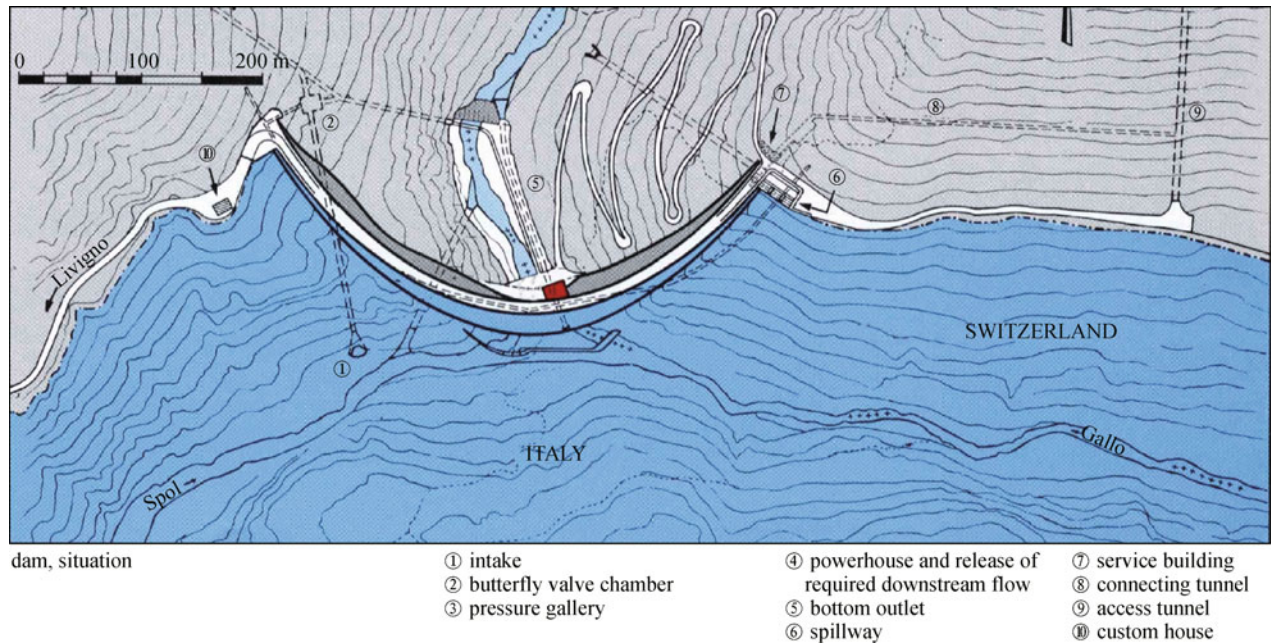 0 100 200 m
②
⑦
⑧
⑨
⑩
⑤
⑥
Livigno
SWITZERLAND
①
Gallo
ITALY
Spol
dam, situation
① intake
② butterfly valve chamber
③ pressure gallery
④ powerhouse and release of
required downstream flow
⑤ bottom outlet
⑥ spillway
⑦ service building
⑧ connecting tunnel
⑨ access tunnel
⑩ custom house